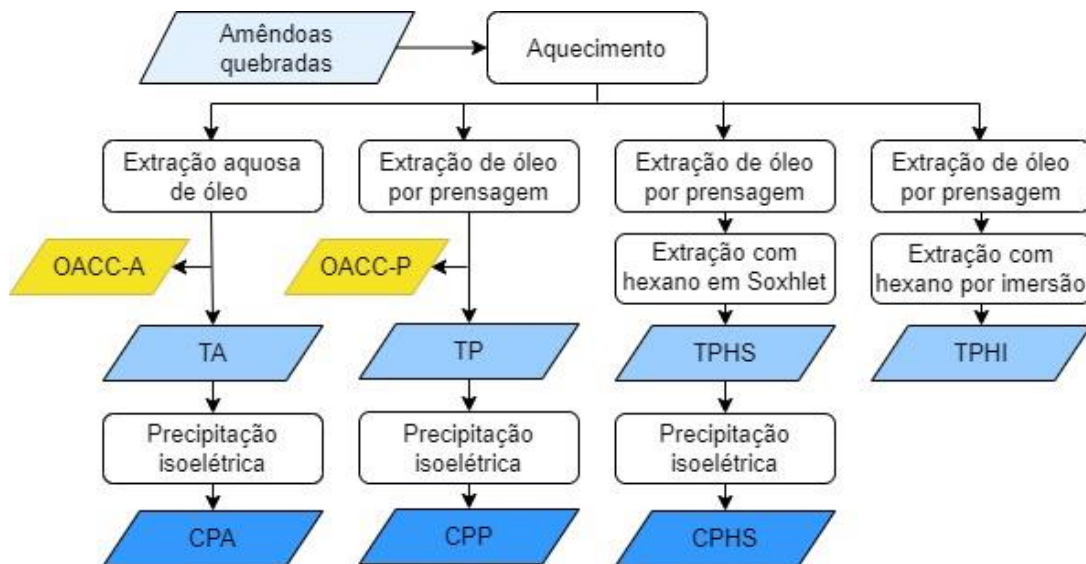 Amêndoas
quebradas
Aquecimento
Extração aquosa
de óleo
Extração de óleo
por prensagem
Extração de óleo
por prensagem
Extração de óleo
por prensagem
OACC-A
OACC-P
Extração com
hexano em Soxhlet
Extração com
hexano por imersão
TA
TP
TPHS
TPHI
Precipitação
isoelétrica
Precipitação
isoelétrica
Precipitação
isoelétrica
CPA
CPP
CPHS